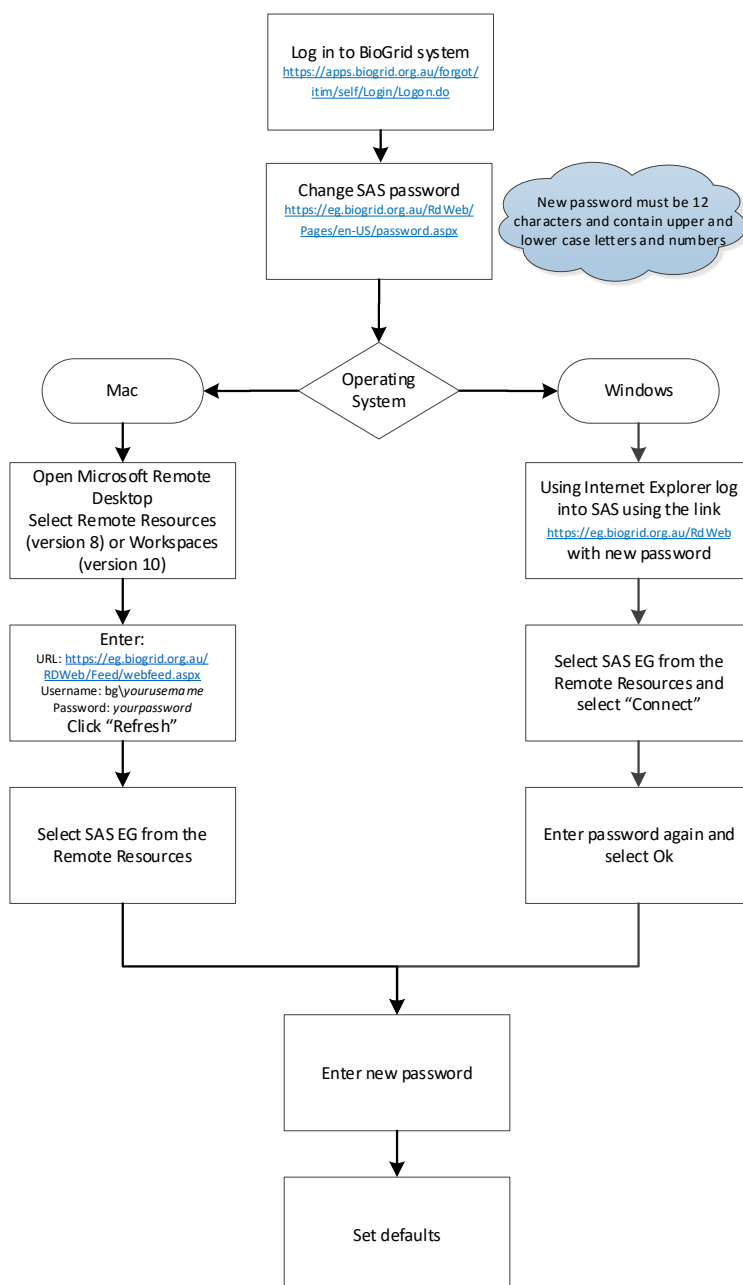 Log in to BioGrid system
https://apps.biogrid.org.au/forgot/
itim/self/Login/Logon.do
Change SAS password
https://eg.biogrid.org.au/RdWeb/
Pages/en-US/password.aspx
New password must be 12
characters and contain upper and
lower case letters and numbers
Operating
System
Mac
Windows
Open Microsoft Remote
Desktop
Select Remote Resources
(version 8) or Workspaces
(version 10)
Using Internet Explorer log
into SAS using the link
https://eg.biogrid.org.au/RdWeb
with new password
Enter:
URL: https://eg.biogrid.org.au/
RDWeb/Feed/webfeed.aspx
Username: bg\yourusername
Password: yourpassword
Click “Refresh”
Select SAS EG from the
Remote Resources and
select “Connect”
Select SAS EG from the
Remote Resources
Enter password again and
select Ok
Enter new password
Set defaults